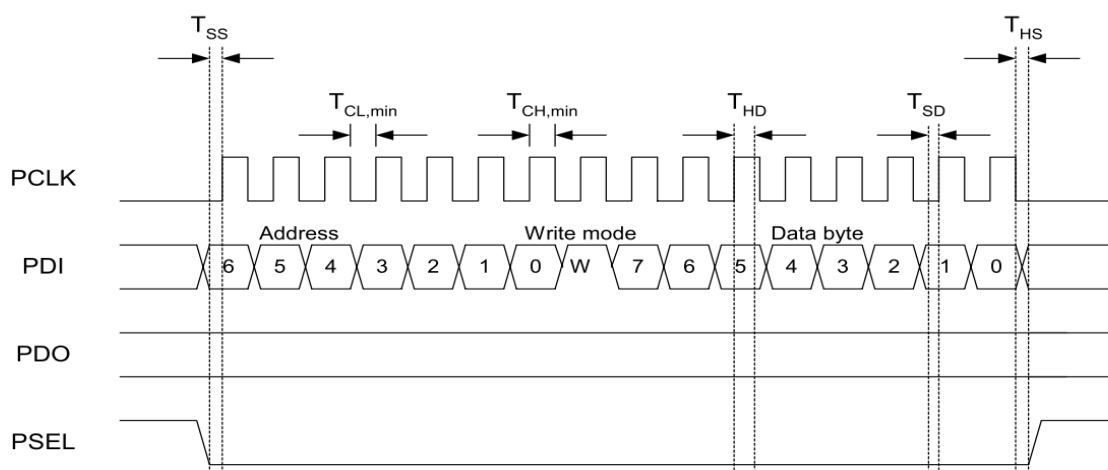 TSS THS
TCL,min TCH,min THD TSD
PCLK
Address Write mode Data byte
PDI 6 5 4 3 2 1 0 W 7 6 5 4 3 2 1 0
PDO
PSEL